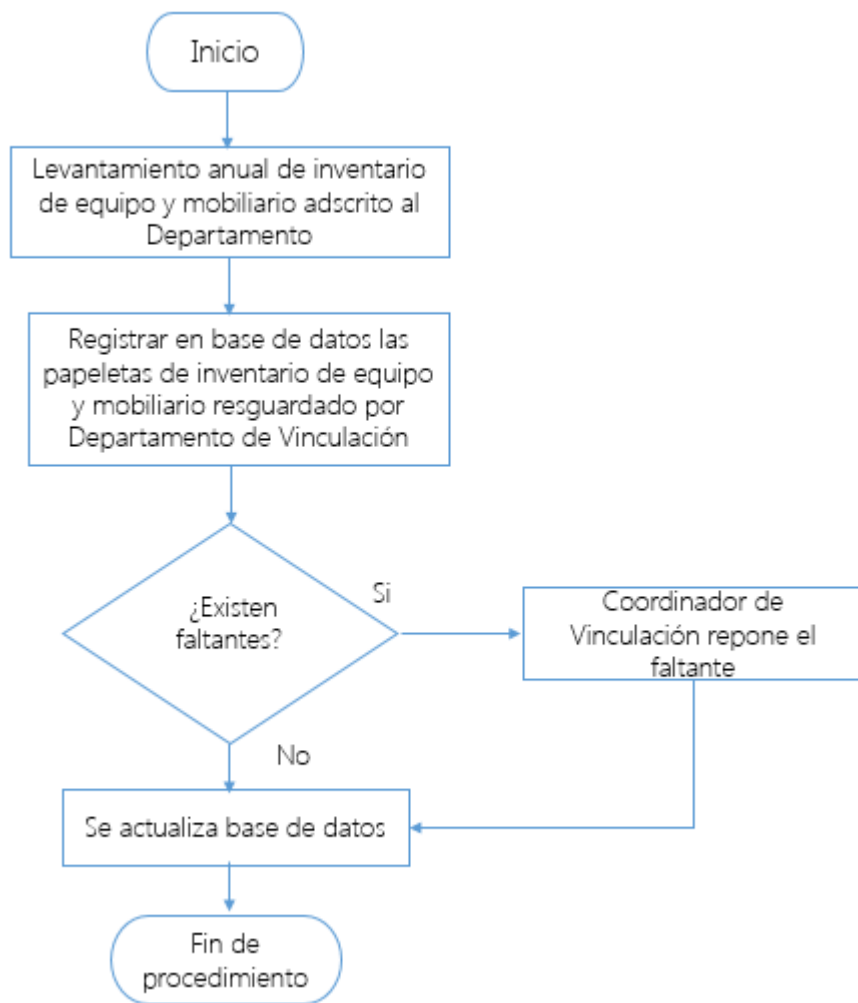 Inicio
Levantamiento anual de inventario
de equipo y mobiliario adscrito al
Departamento
Registrar en base de datos las
papeletas de inventario de equipo
y mobiliario resguardado por
Departamento de Vinculación
¿Existen
faltantes?
Si
Coordinador de
Vinculación repone el
faltante
No
Se actualiza base de datos
Fin de
procedimiento